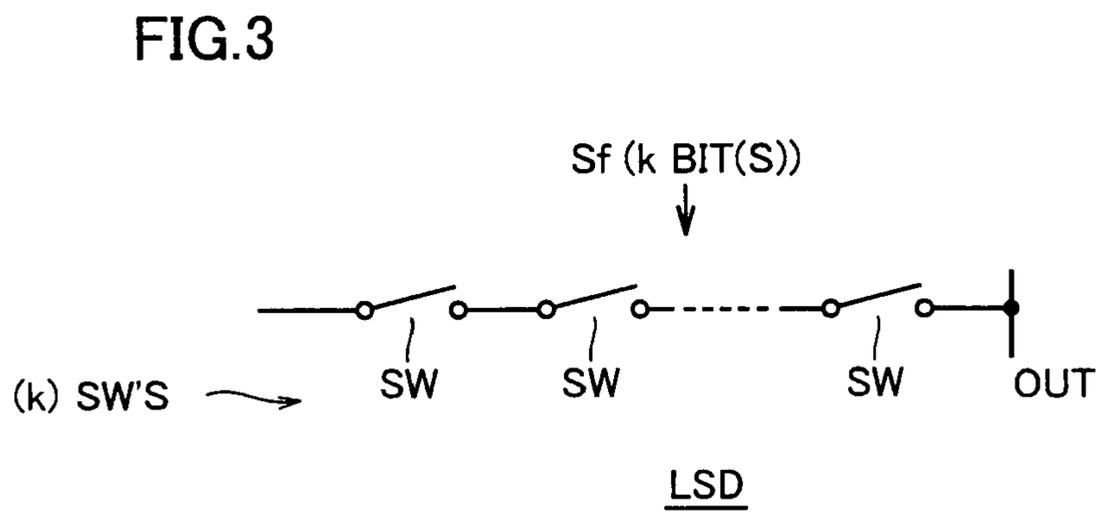 FIG.3
Sf (k BIT(S))
SW
SW
SW
OUT
(k) SW'S
LSD